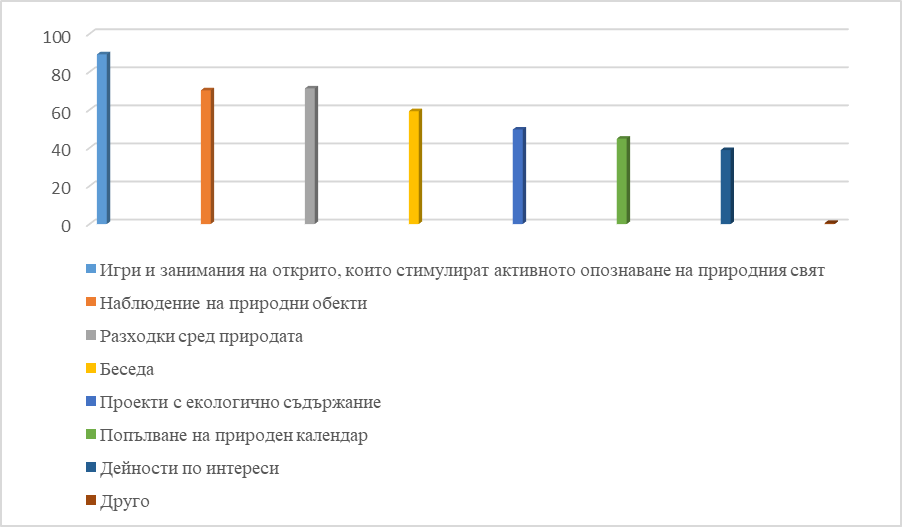 100
80
60
40
20
0
Игри и занимания на открито, които стимулират активното опознаване на природния свят
Наблюдение на природни обекти
Разходки сред природата
Беседа
Проекти с екологично съдържание
Попълване на природен календар
Дейности по интереси
Друго